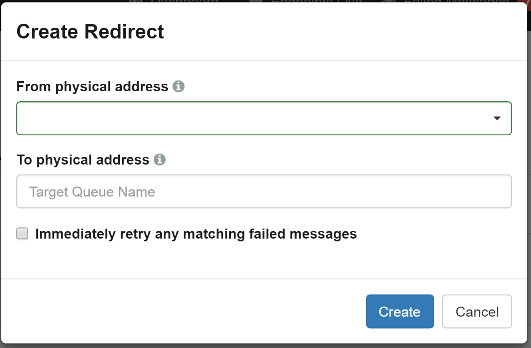 Create Redirect
From physical address
To physical address
Target Queue Name
Immediately retry any matching failed messages
Create Cancel